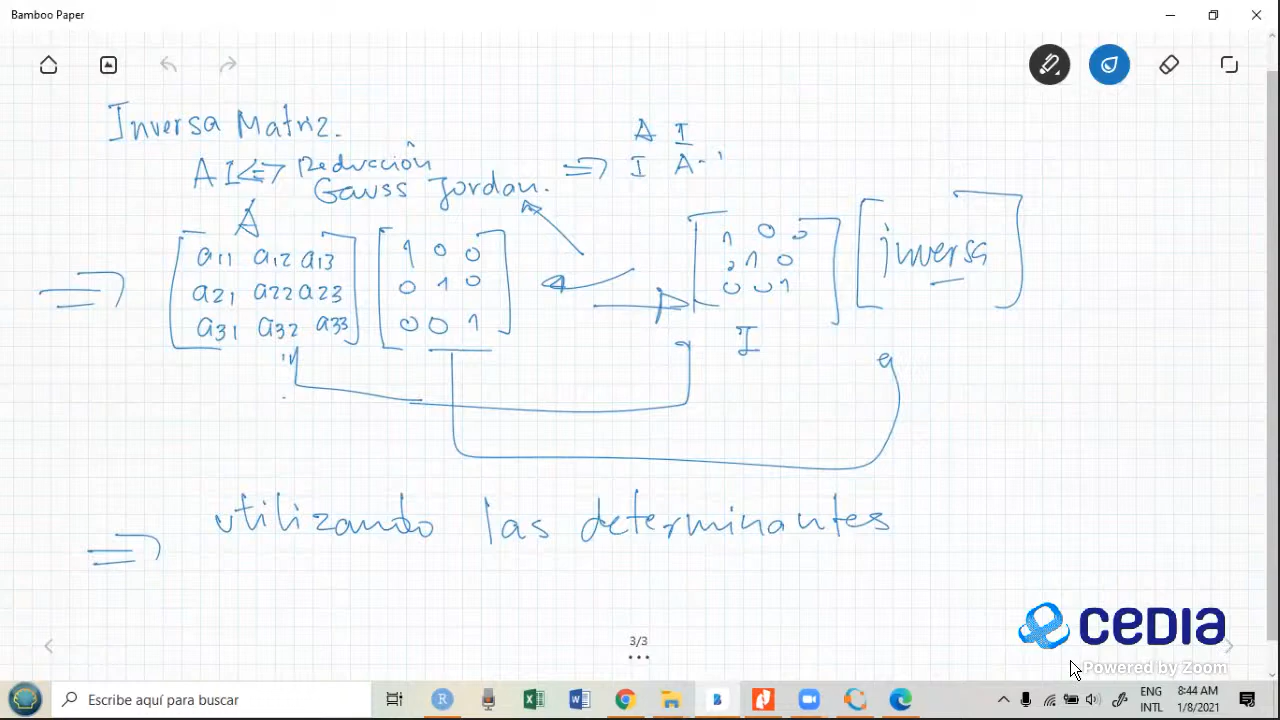 Bamboo Paper
Inversa Matriz.
A I <=> Reducción
Gauss Jordan.
=> A I
I A-1
A
=> [a11 a12 a13] [1 0 0] [1 0 0] [inversa]
[a21 a22 a23] [0 1 0] [0 1 0]
[a31 a32 a33] [0 0 1] [0 0 1]
I
=> utilizando las determinantes
3/3
CEDIA
Powered by Zoom
Escribe aquí para buscar
ENG
INTL
8:44 AM
1/8/2021